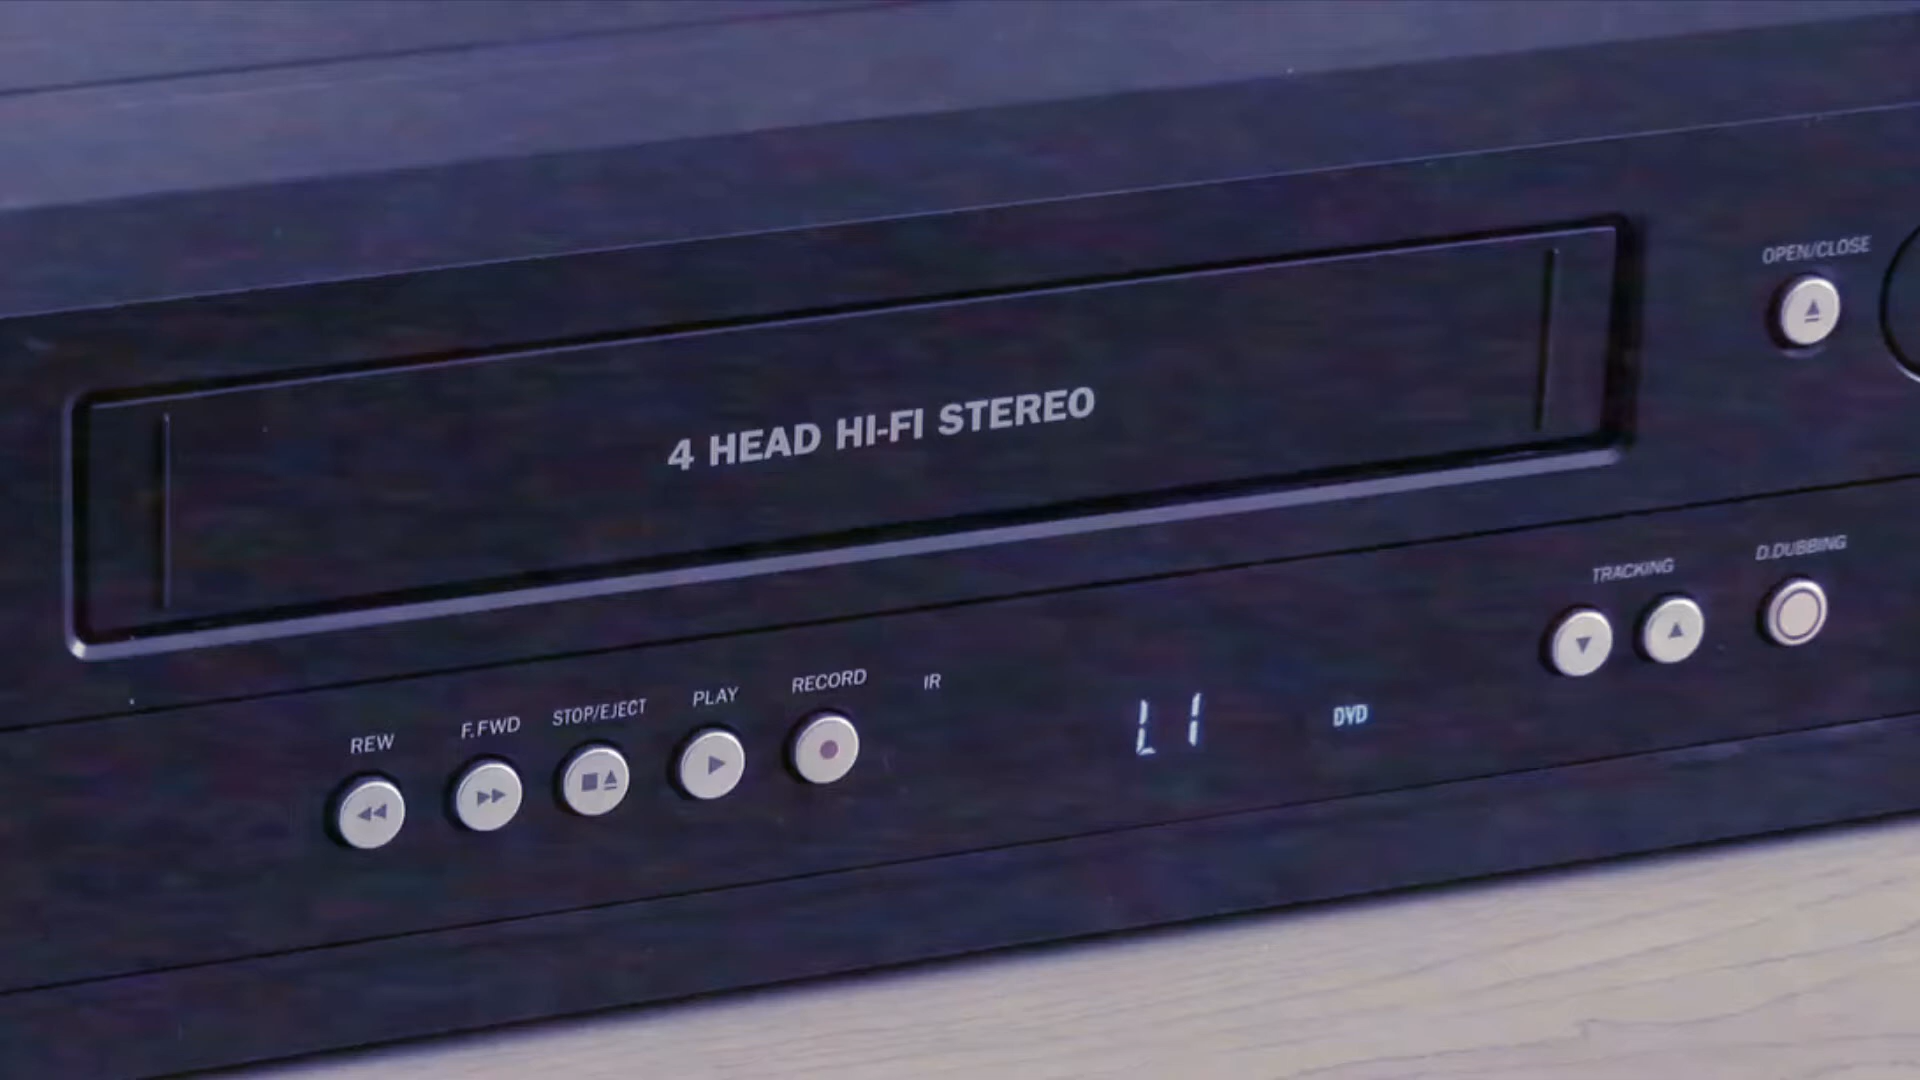 OPEN/CLOSE
4 HEAD HI-FI STEREO
TRACKING
D.DUBBING
REW
F.FWD
STOP/EJECT
PLAY
RECORD
IR
L1
DVD